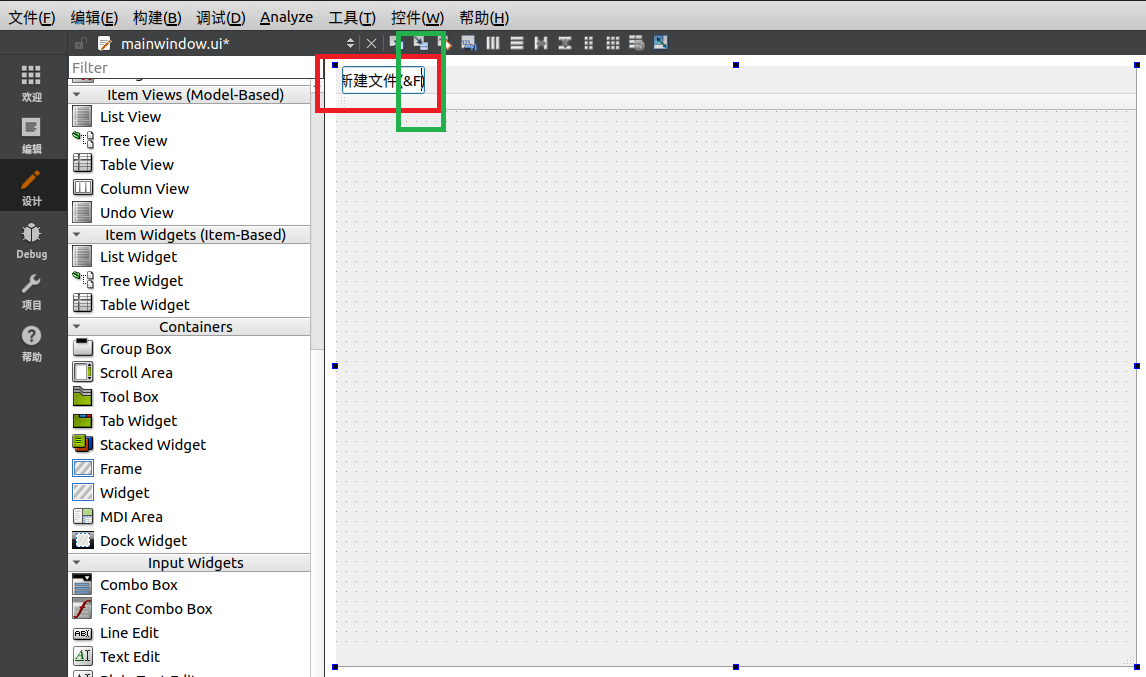 文件(F) 编辑(E) 构建(B) 调试(D) Analyze 工具(T) 控件(W) 帮助(H)
mainwindow.ui*
Filter
新建文件(&F)
欢迎
编辑
设计
Debug
项目
帮助
Item Views (Model-Based)
List View
Tree View
Table View
Column View
Undo View
Item Widgets (Item-Based)
List Widget
Tree Widget
Table Widget
Containers
Group Box
Scroll Area
Tool Box
Tab Widget
Stacked Widget
Frame
Widget
MDI Area
Dock Widget
Input Widgets
Combo Box
Font Combo Box
Line Edit
Text Edit